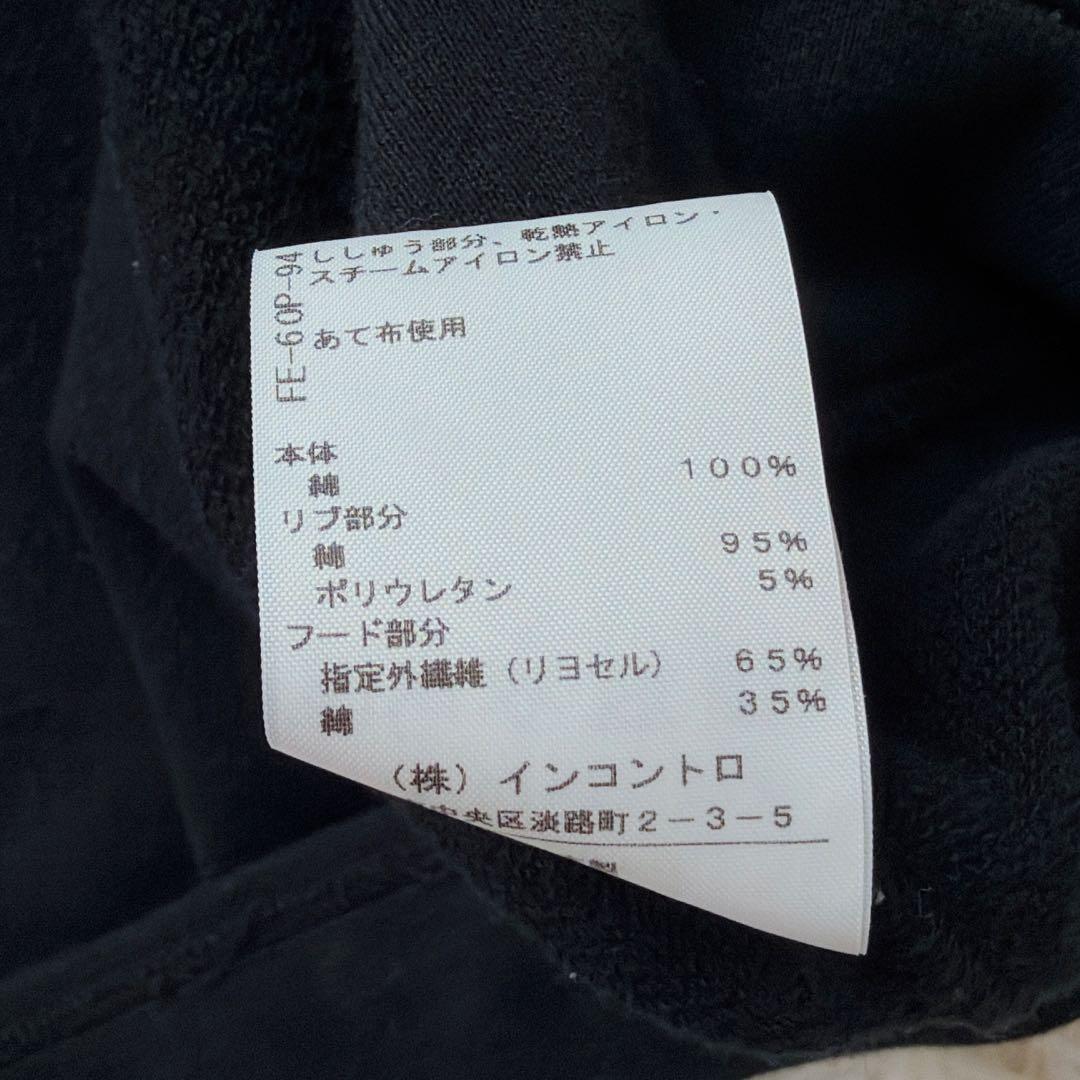 ししゅう部分、乾熱アイロン・
スチームアイロン禁止
あて布使用
FE-60P-94
本体
綿 100%
リブ部分
綿 95%
ポリウレタン 5%
フード部分
指定外繊維（リヨセル） 65%
綿 35%
（株）インコントロ
中央区淡路町2-3-5
製